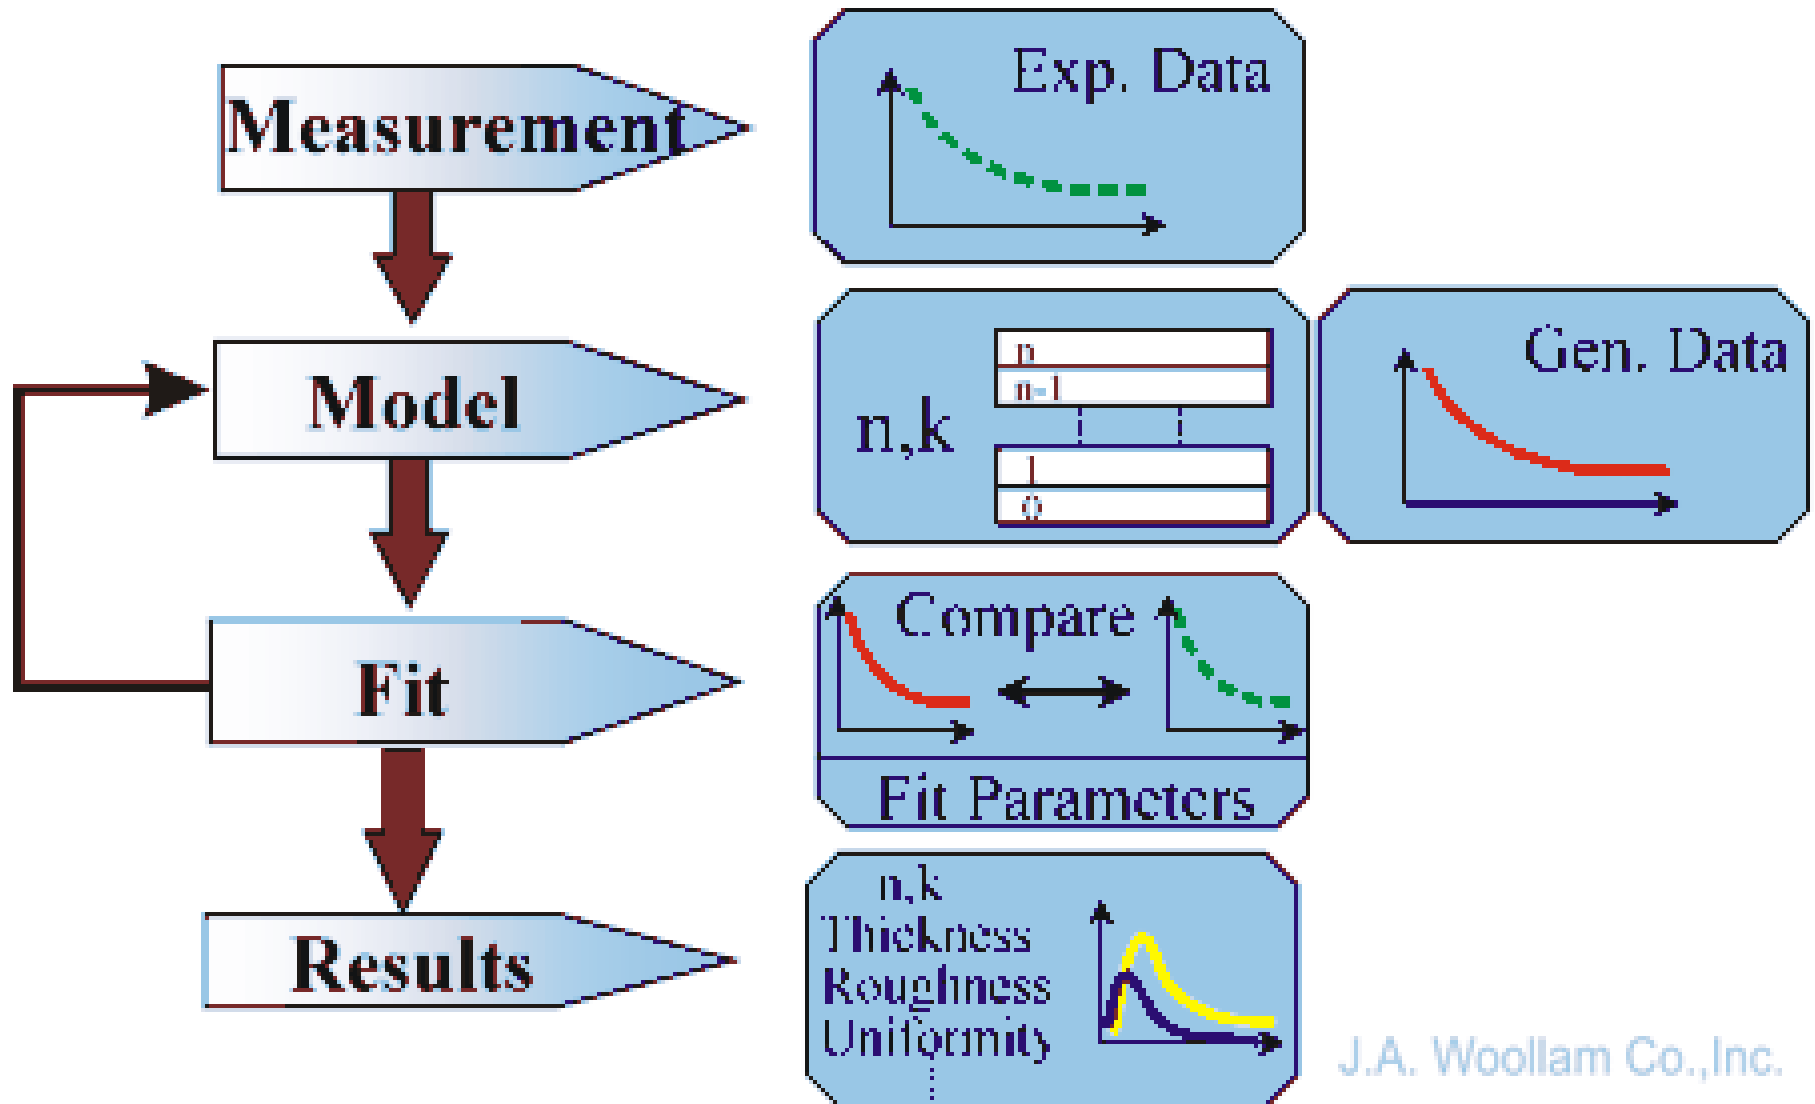 Measurement
Exp. Data
Model
n,k
n
n-1
1
0
Gen. Data
Fit
Compare
Fit Parameters
Results
n,k
Thickness
Roughness
Uniformity
J.A. Woollam Co.,Inc.